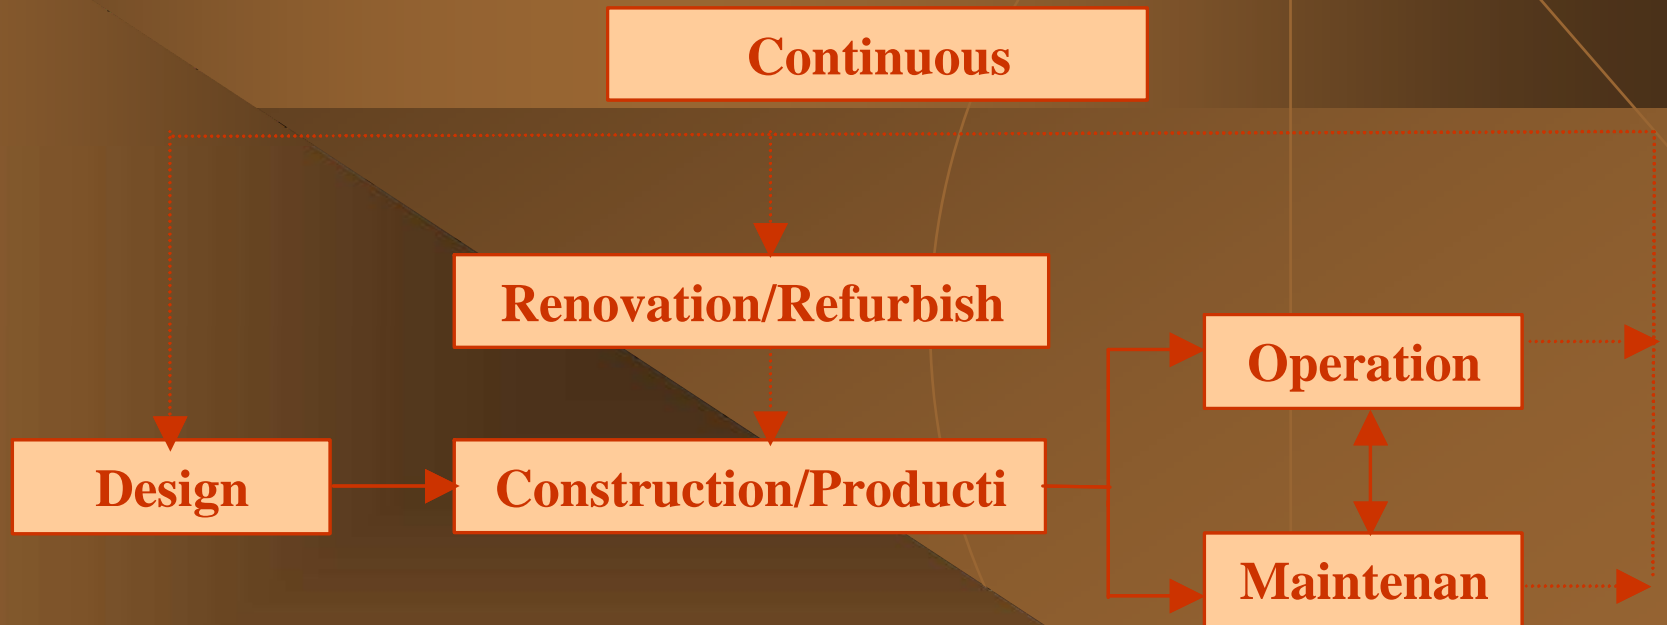 Continuous
Renovation/Refurbish
Operation
Design
Construction/Producti
Maintenan